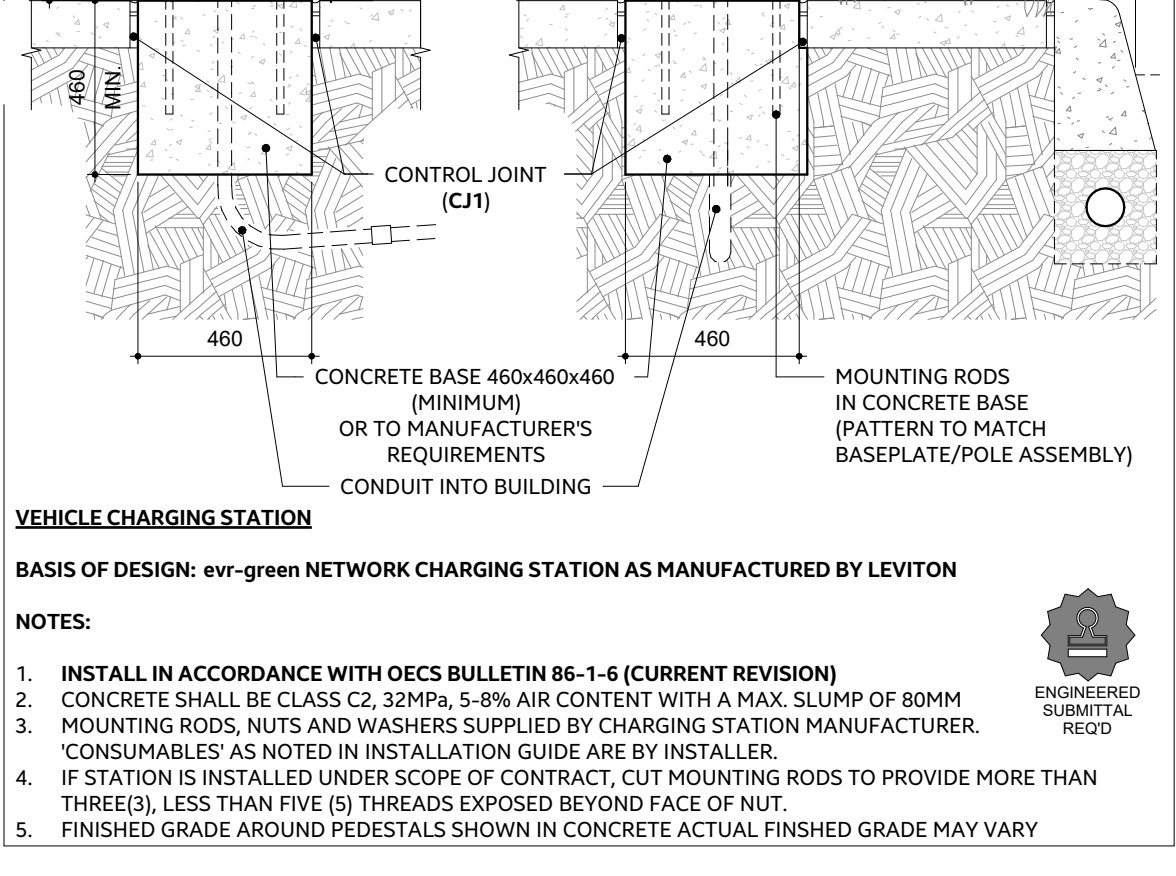 460
MIN.
CONTROL JOINT
(CJ1)
460
460
CONCRETE BASE 460x460x460
(MINIMUM)
OR TO MANUFACTURER'S
REQUIREMENTS
MOUNTING RODS
IN CONCRETE BASE
(PATTERN TO MATCH
BASEPLATE/POLE ASSEMBLY)
CONDUIT INTO BUILDING
VEHICLE CHARGING STATION
BASIS OF DESIGN: evr-green NETWORK CHARGING STATION AS MANUFACTURED BY LEVITON
NOTES:
1. INSTALL IN ACCORDANCE WITH OECS BULLETIN 86-1-6 (CURRENT REVISION)
2. CONCRETE SHALL BE CLASS C2, 32MPa, 5-8% AIR CONTENT WITH A MAX. SLUMP OF 80MM
3. MOUNTING RODS, NUTS AND WASHERS SUPPLIED BY CHARGING STATION MANUFACTURER.
'CONSUMABLES' AS NOTED IN INSTALLATION GUIDE ARE BY INSTALLER.
4. IF STATION IS INSTALLED UNDER SCOPE OF CONTRACT, CUT MOUNTING RODS TO PROVIDE MORE THAN
THREE(3), LESS THAN FIVE (5) THREADS EXPOSED BEYOND FACE OF NUT.
5. FINISHED GRADE AROUND PEDESTALS SHOWN IN CONCRETE ACTUAL FINSHED GRADE MAY VARY
ENGINEERED
SUBMITTAL
REQ'D